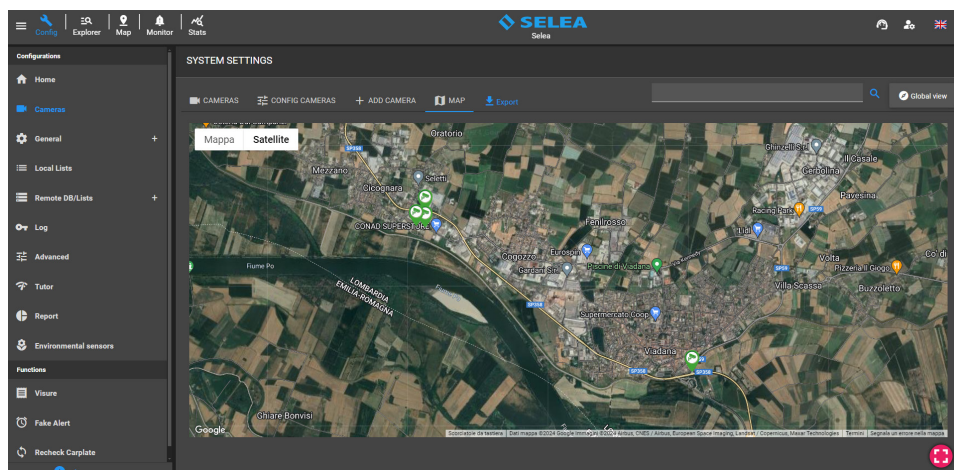 Config
Explorer
Map
Monitor
Stats
SELEA
Selea
Configurations
Home
Cameras
General +
Local Lists
Remote DB/Lists +
Log
Advanced
Tutor
Report
Environmental sensors
Functions
Visure
Fake Alert
Recheck Carplate
SYSTEM SETTINGS
CAMERAS
CONFIG CAMERAS
+ ADD CAMERA
MAP
Export
Global view
Mappa
Satellite
Oratorio
SP358
Mezzano
Seletti
Cicognara
CONAD SUPERSTORE
Ghinzelli S.r.l.
Il Casale
Gerbolina
Pavesina
Racing Park
SP59
Fenilrosso
Lidl
Cogozzo
Eurospin
Gardani S.r.l.
Piscine di Viadana
Kennedy
SP59
Volta
Co' di
Pizzeria Il Giogo
Villa Scassa
Buzzoletto
Fiume Po
LOMBARDIA
EMILIA-ROMAGNA
SP358
Supermercato Coop
Viadana
SP358
SP358
Ghiare Bonvisi
Google
Scorciatoie da tastiera
Dati mappa ©2024 Google Immagini ©2024 Airbus, CNES / Airbus, European Space Imaging, Landsat / Copernicus, Maxar Technologies
Termini
Segnala un errore nella mappa